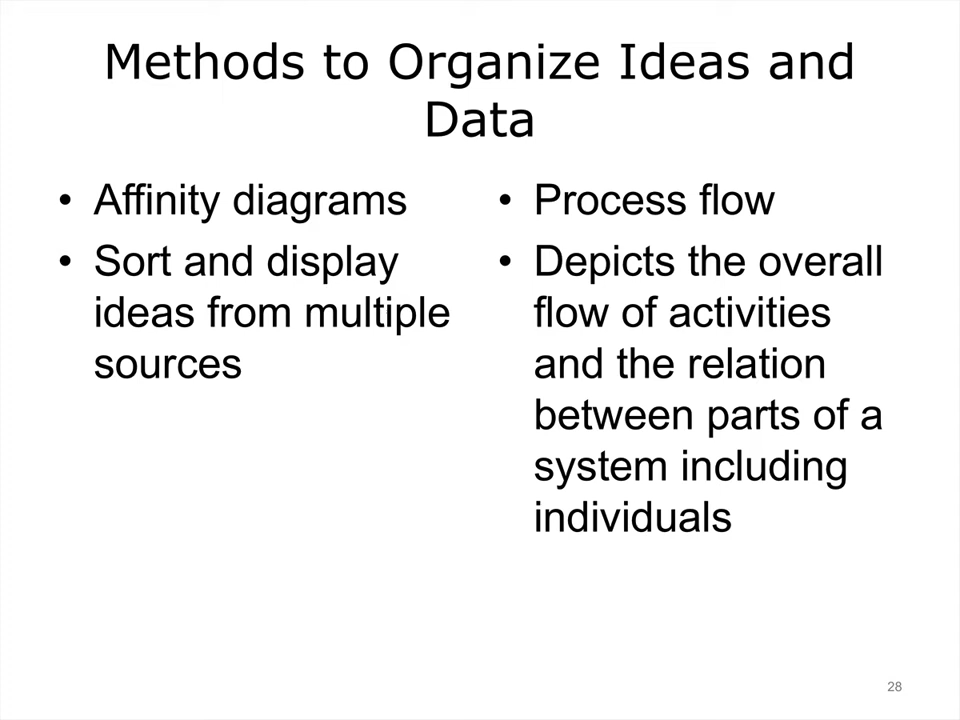 Methods to Organize Ideas and
Data
• Affinity diagrams
• Sort and display
ideas from multiple
sources
• Process flow
• Depicts the overall
flow of activities
and the relation
between parts of a
system including
individuals
28